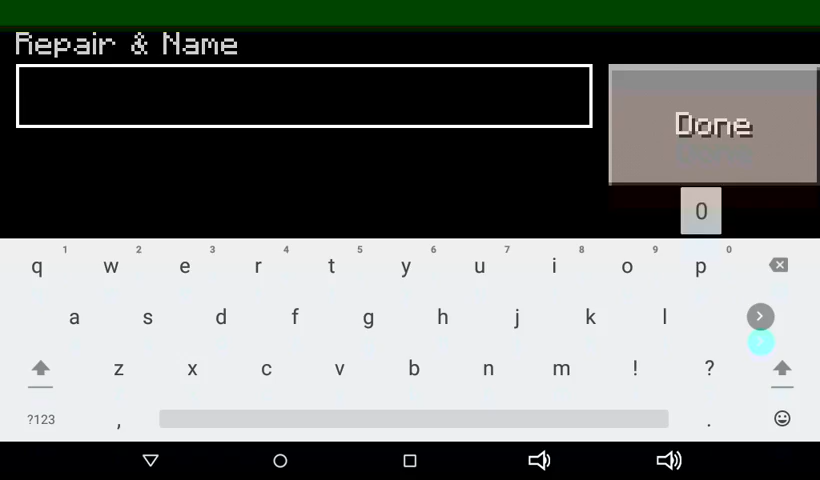 Repair & Name
Done
0
1 2 3 4 5 6 7 8 9 0
q w e r t y u i o p
a s d f g h j k l
z x c v b n m ! ?
?123 , .